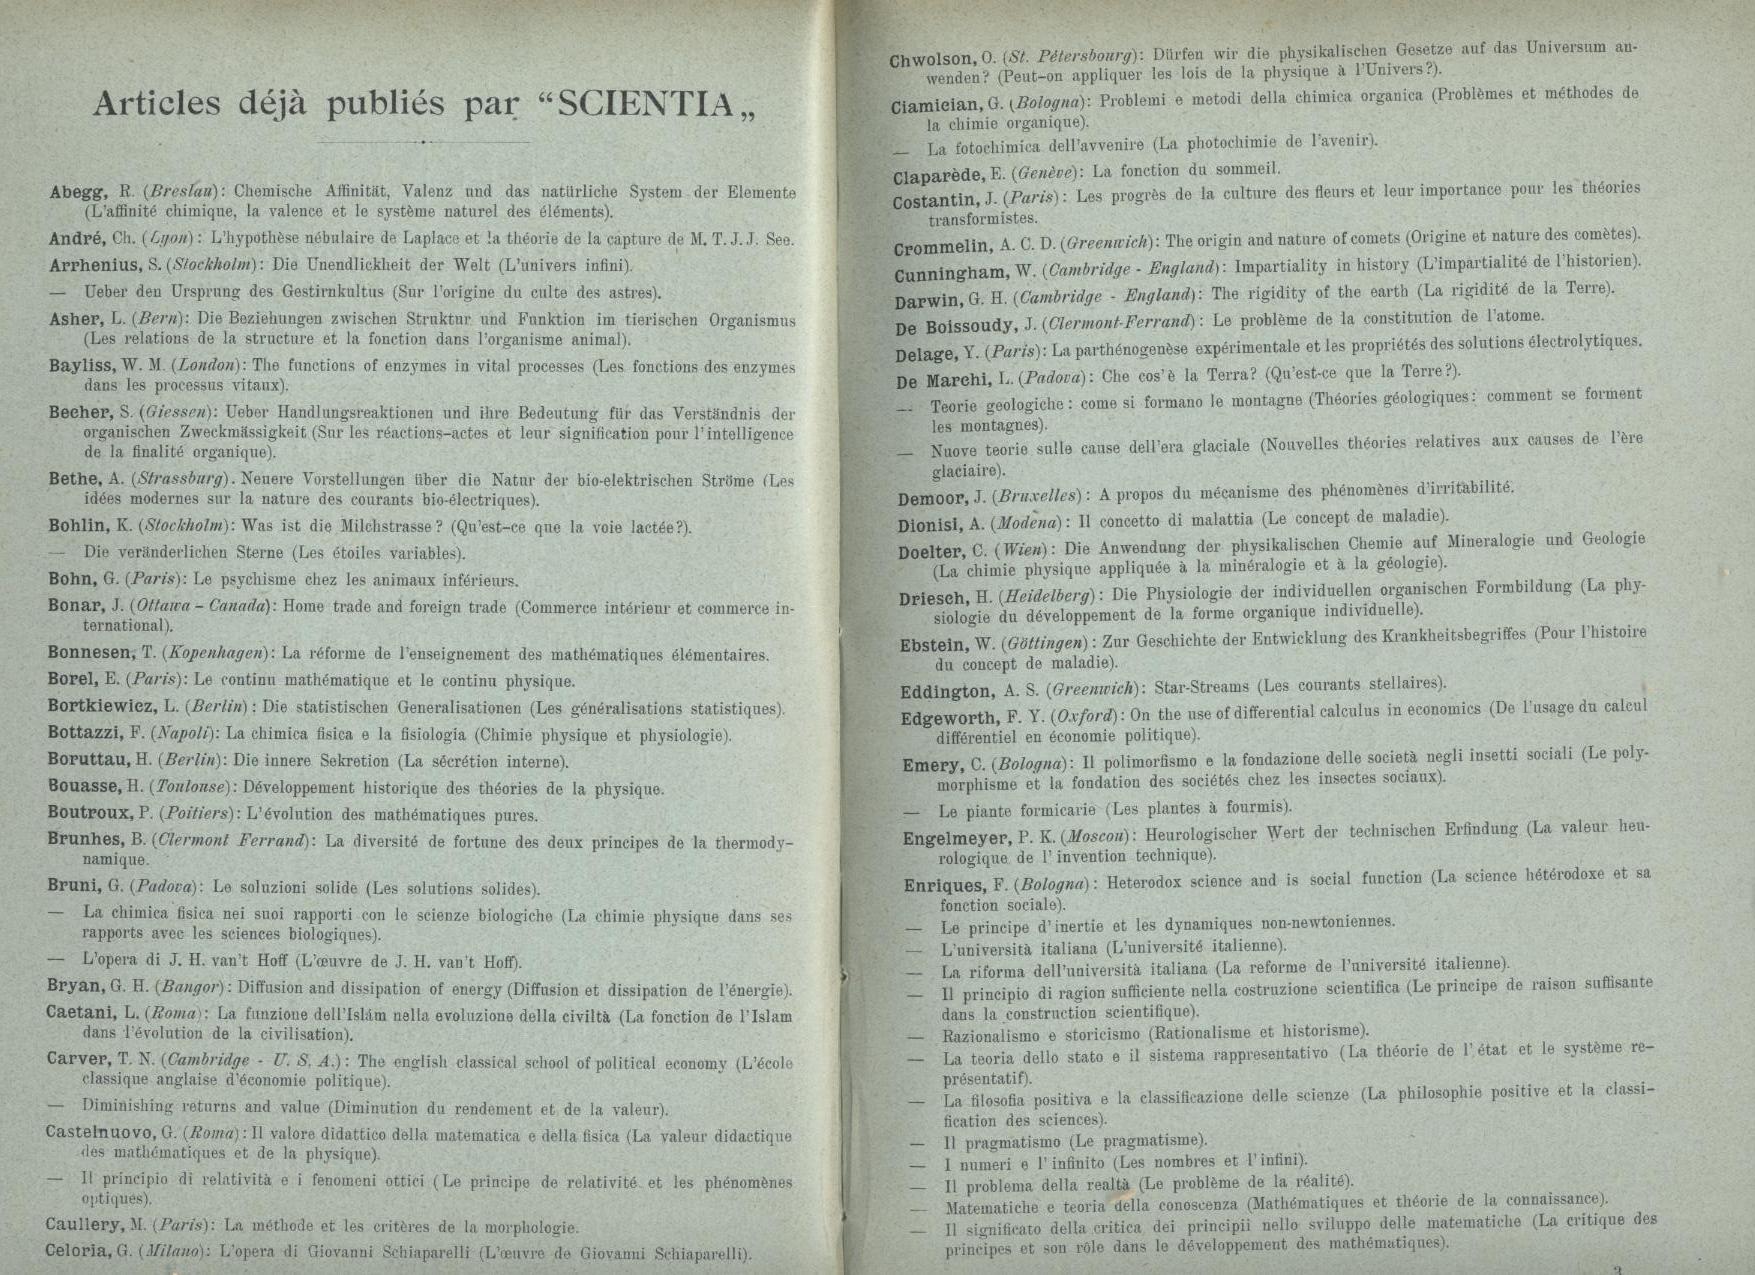 Articles déjà publiés par “SCIENTIA„
Abegg, R. (Breslau): Chemische Affinität, Valenz und das natürliche System der Elemente
(L'affinité chimique, la valence et le système naturel des éléments).
André, Ch. (Lyon): L'hypothèse nébulaire de Laplace et la théorie de la capture de M. T. J. J. See.
Arrhenius, S. (Stockholm): Die Unendlickheit der Welt (L'univers infini).
— Ueber den Ursprung des Gestirnkultus (Sur l'origine du culte des astres).
Asher, L. (Bern): Die Beziehungen zwischen Struktur und Funktion im tierischen Organismus
(Les relations de la structure et la fonction dans l'organisme animal).
Bayliss, W. M. (London): The functions of enzymes in vital processes (Les fonctions des enzymes
dans les processus vitaux).
Becher, S. (Giessen): Ueber Handlungsreaktionen und ihre Bedeutung für das Verständnis der
organischen Zweckmässigkeit (Sur les réactions-actes et leur signification pour l'intelligence
de la finalité organique).
Bethe, A. (Strassburg). Neuere Vorstellungen über die Natur der bio-elektrischen Ströme (Les
idées modernes sur la nature des courants bio-électriques).
Bohlin, K. (Stockholm): Was ist die Milchstrasse? (Qu'est-ce que la voie lactée?).
— Die veränderlichen Sterne (Les étoiles variables).
Bohn, G. (Paris): Le psychisme chez les animaux inférieurs.
Bonar, J. (Ottawa - Canada): Home trade and foreign trade (Commerce intérieur et commerce in-
ternational).
Bonnesen, T. (Kopenhagen): La réforme de l'enseignement des mathématiques élémentaires.
Borel, E. (Paris): Le continu mathématique et le continu physique.
Bortkiewicz, L. (Berlin): Die statistischen Generalisationen (Les généralisations statistiques).
Bottazzi, F. (Napoli): La chimica fisica e la fisiologia (Chimie physique et physiologie).
Boruttau, H. (Berlin): Die innere Sekretion (La sécrétion interne).
Bouasse, H. (Toulouse): Développement historique des théories de la physique.
Boutroux, P. (Poitiers): L'évolution des mathématiques pures.
Brunhes, B. (Clermont Ferrand): La diversité de fortune des deux principes de la thermody-
namique.
Bruni, G. (Padova): Le soluzioni solide (Les solutions solides).
— La chimica fisica nei suoi rapporti con le scienze biologiche (La chimie physique dans ses
rapports avec les sciences biologiques).
— L'opera di J. H. van't Hoff (L'œuvre de J. H. van't Hoff).
Bryan, G. H. (Bangor): Diffusion and dissipation of energy (Diffusion et dissipation de l'énergie).
Caetani, L. (Roma): La funzione dell'Islám nella evoluzione della civiltà (La fonction de l'Islam
dans l'évolution de la civilisation).
Carver, T. N. (Cambridge - U. S. A.): The english classical school of political economy (L'école
classique anglaise d'économie politique).
— Diminishing returns and value (Diminution du rendement et de la valeur).
Castelnuovo, G. (Roma): Il valore didattico della matematica e della fisica (La valeur didactique
des mathématiques et de la physique).
— Il principio di relatività e i fenomeni ottici (Le principe de relativité et les phénomènes
optiques).
Caullery, M. (Paris): La méthode et les critères de la morphologie.
Celoria, G. (Milano): L'opera di Giovanni Schiaparelli (L'œuvre de Giovanni Schiaparelli).
Chwolson, O. (St. Pétersbourg): Dürfen wir die physikalischen Gesetze auf das Universum an-
wenden? (Peut-on appliquer les lois de la physique à l'Univers?).
Ciamician, G. (Bologna): Problemi e metodi della chimica organica (Problèmes et méthodes de
la chimie organique).
— La fotochimica dell'avvenire (La photochimie de l'avenir).
Claparède, E. (Genève): La fonction du sommeil.
Costantin, J. (Paris): Les progrès de la culture des fleurs et leur importance pour les théories
transformistes.
Crommelin, A. C. D. (Greenwich): The origin and nature of comets (Origine et nature des comètes).
Cunningham, W. (Cambridge - England): Impartiality in history (L'impartialité de l'historien).
Darwin, G. H. (Cambridge - England): The rigidity of the earth (La rigidité de la Terre).
De Boissoudy, J. (Clermont-Ferrand): Le problème de la constitution de l'atome.
Delage, Y. (Paris): La parthénogenèse expérimentale et les propriétés des solutions électrolytiques.
De Marchi, L. (Padova): Che cos'è la Terra? (Qu'est-ce que la Terre?).
— Teorie geologiche: come si formano le montagne (Théories géologiques: comment se forment
les montagnes).
— Nuove teorie sulle cause dell'era glaciale (Nouvelles théories relatives aux causes de l'ère
glaciaire).
Demoor, J. (Bruxelles): A propos du mécanisme des phénomènes d'irritabilité.
Dionisi, A. (Modena): Il concetto di malattia (Le concept de maladie).
Doelter, C. (Wien): Die Anwendung der physikalischen Chemie auf Mineralogie und Geologie
(La chimie physique appliquée à la minéralogie et à la géologie).
Driesch, H. (Heidelberg): Die Physiologie der individuellen organischen Formbildung (La phy-
siologie du développement de la forme organique individuelle).
Ebstein, W. (Göttingen): Zur Geschichte der Entwicklung des Krankheitsbegriffes (Pour l'histoire
du concept de maladie).
Eddington, A. S. (Greenwich): Star-Streams (Les courants stellaires).
Edgeworth, F. Y. (Oxford): On the use of differential calculus in economics (De l'usage du calcul
différentiel en économie politique).
Emery, C. (Bologna): Il polimorfismo e la fondazione delle società negli insetti sociali (Le poly-
morphisme et la fondation des sociétés chez les insectes sociaux).
— Le piante formicarie (Les plantes à fourmis).
Engelmeyer, P. K. (Moscou): Heurologischer Wert der technischen Erfindung (La valeur heu-
rologique de l'invention technique).
Enriques, F. (Bologna): Heterodox science and is social function (La science hétérodoxe et sa
fonction sociale).
— Le principe d'inertie et les dynamiques non-newtoniennes.
— L'università italiana (L'université italienne).
— La riforma dell'università italiana (La reforme de l'université italienne).
— Il principio di ragion sufficiente nella costruzione scientifica (Le principe de raison suffisante
dans la construction scientifique).
— Razionalismo e storicismo (Rationalisme et historisme).
— La teoria dello stato e il sistema rappresentativo (La théorie de l'état et le système re-
présentatif).
— La filosofia positiva e la classificazione delle scienze (La philosophie positive et la classi-
fication des sciences).
— Il pragmatismo (Le pragmatisme).
— I numeri e l'infinito (Les nombres et l'infini).
— Il problema della realtà (Le problème de la réalité).
— Matematiche e teoria della conoscenza (Mathématiques et théorie de la connaissance).
— Il significato della critica dei principii nello sviluppo delle matematiche (La critique des
principes et son rôle dans le développement des mathématiques).